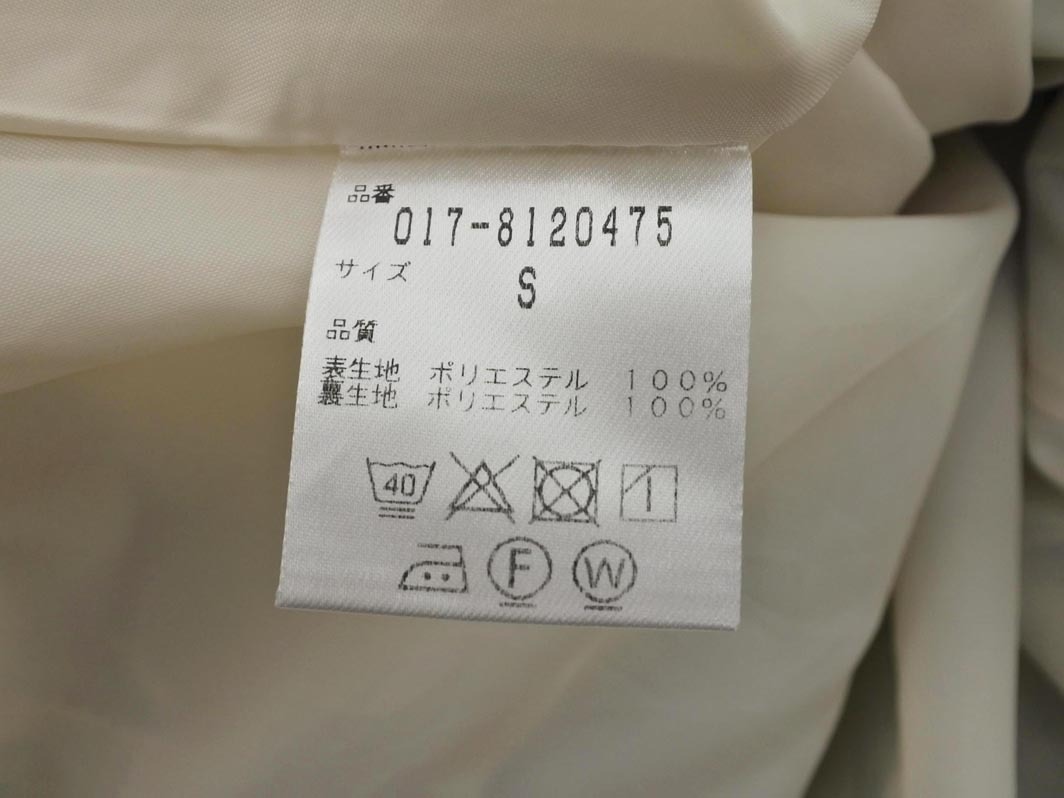 品番
017-8120475
サイズ
S
品質
表生地 ポリエステル 100%
裏生地 ポリエステル 100%
40
1
F
W